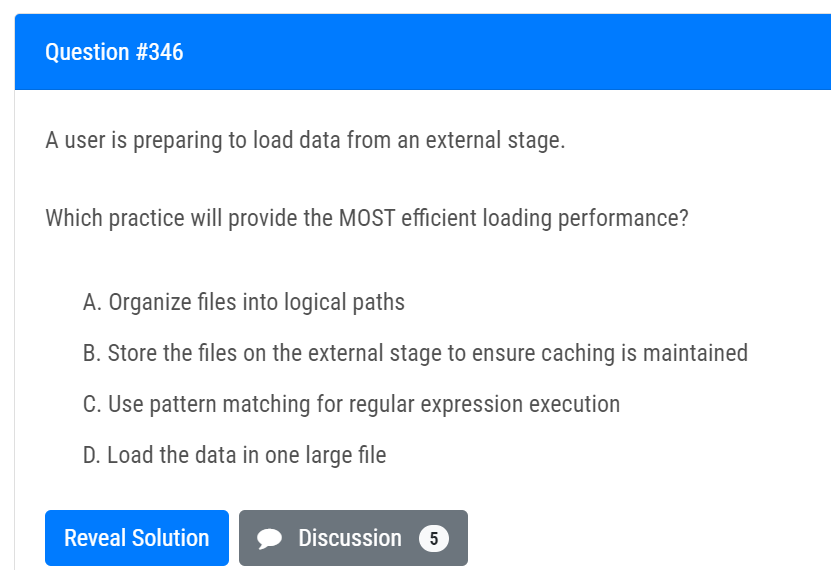 Question #346
A user is preparing to load data from an external stage.
Which practice will provide the MOST efficient loading performance?
A. Organize files into logical paths
B. Store the files on the external stage to ensure caching is maintained
C. Use pattern matching for regular expression execution
D. Load the data in one large file
Reveal Solution Discussion 5